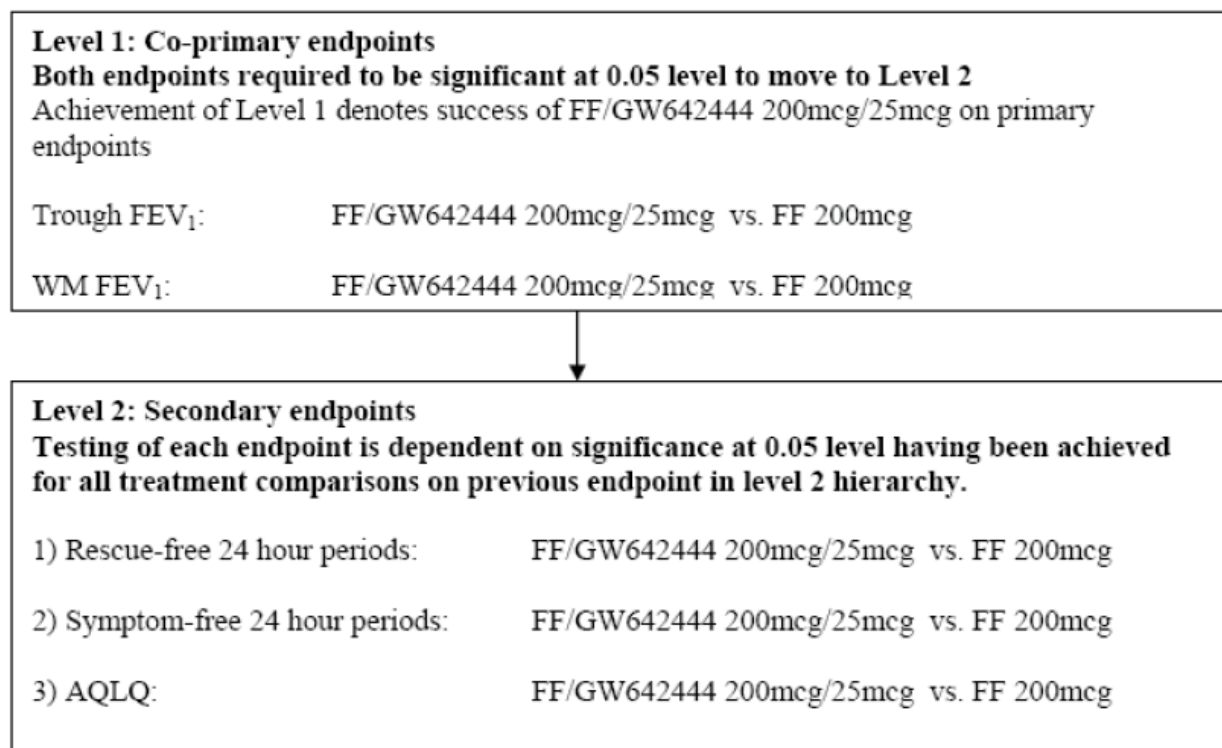 Level 1: Co-primary endpoints
Both endpoints required to be significant at 0.05 level to move to Level 2
Achievement of Level 1 denotes success of FF/GW642444 200mcg/25mcg on primary
endpoints
Trough FEV₁: FF/GW642444 200mcg/25mcg vs. FF 200mcg
WM FEV₁: FF/GW642444 200mcg/25mcg vs. FF 200mcg
Level 2: Secondary endpoints
Testing of each endpoint is dependent on significance at 0.05 level having been achieved
for all treatment comparisons on previous endpoint in level 2 hierarchy.
1) Rescue-free 24 hour periods: FF/GW642444 200mcg/25mcg vs. FF 200mcg
2) Symptom-free 24 hour periods: FF/GW642444 200mcg/25mcg vs. FF 200mcg
3) AQLQ: FF/GW642444 200mcg/25mcg vs. FF 200mcg